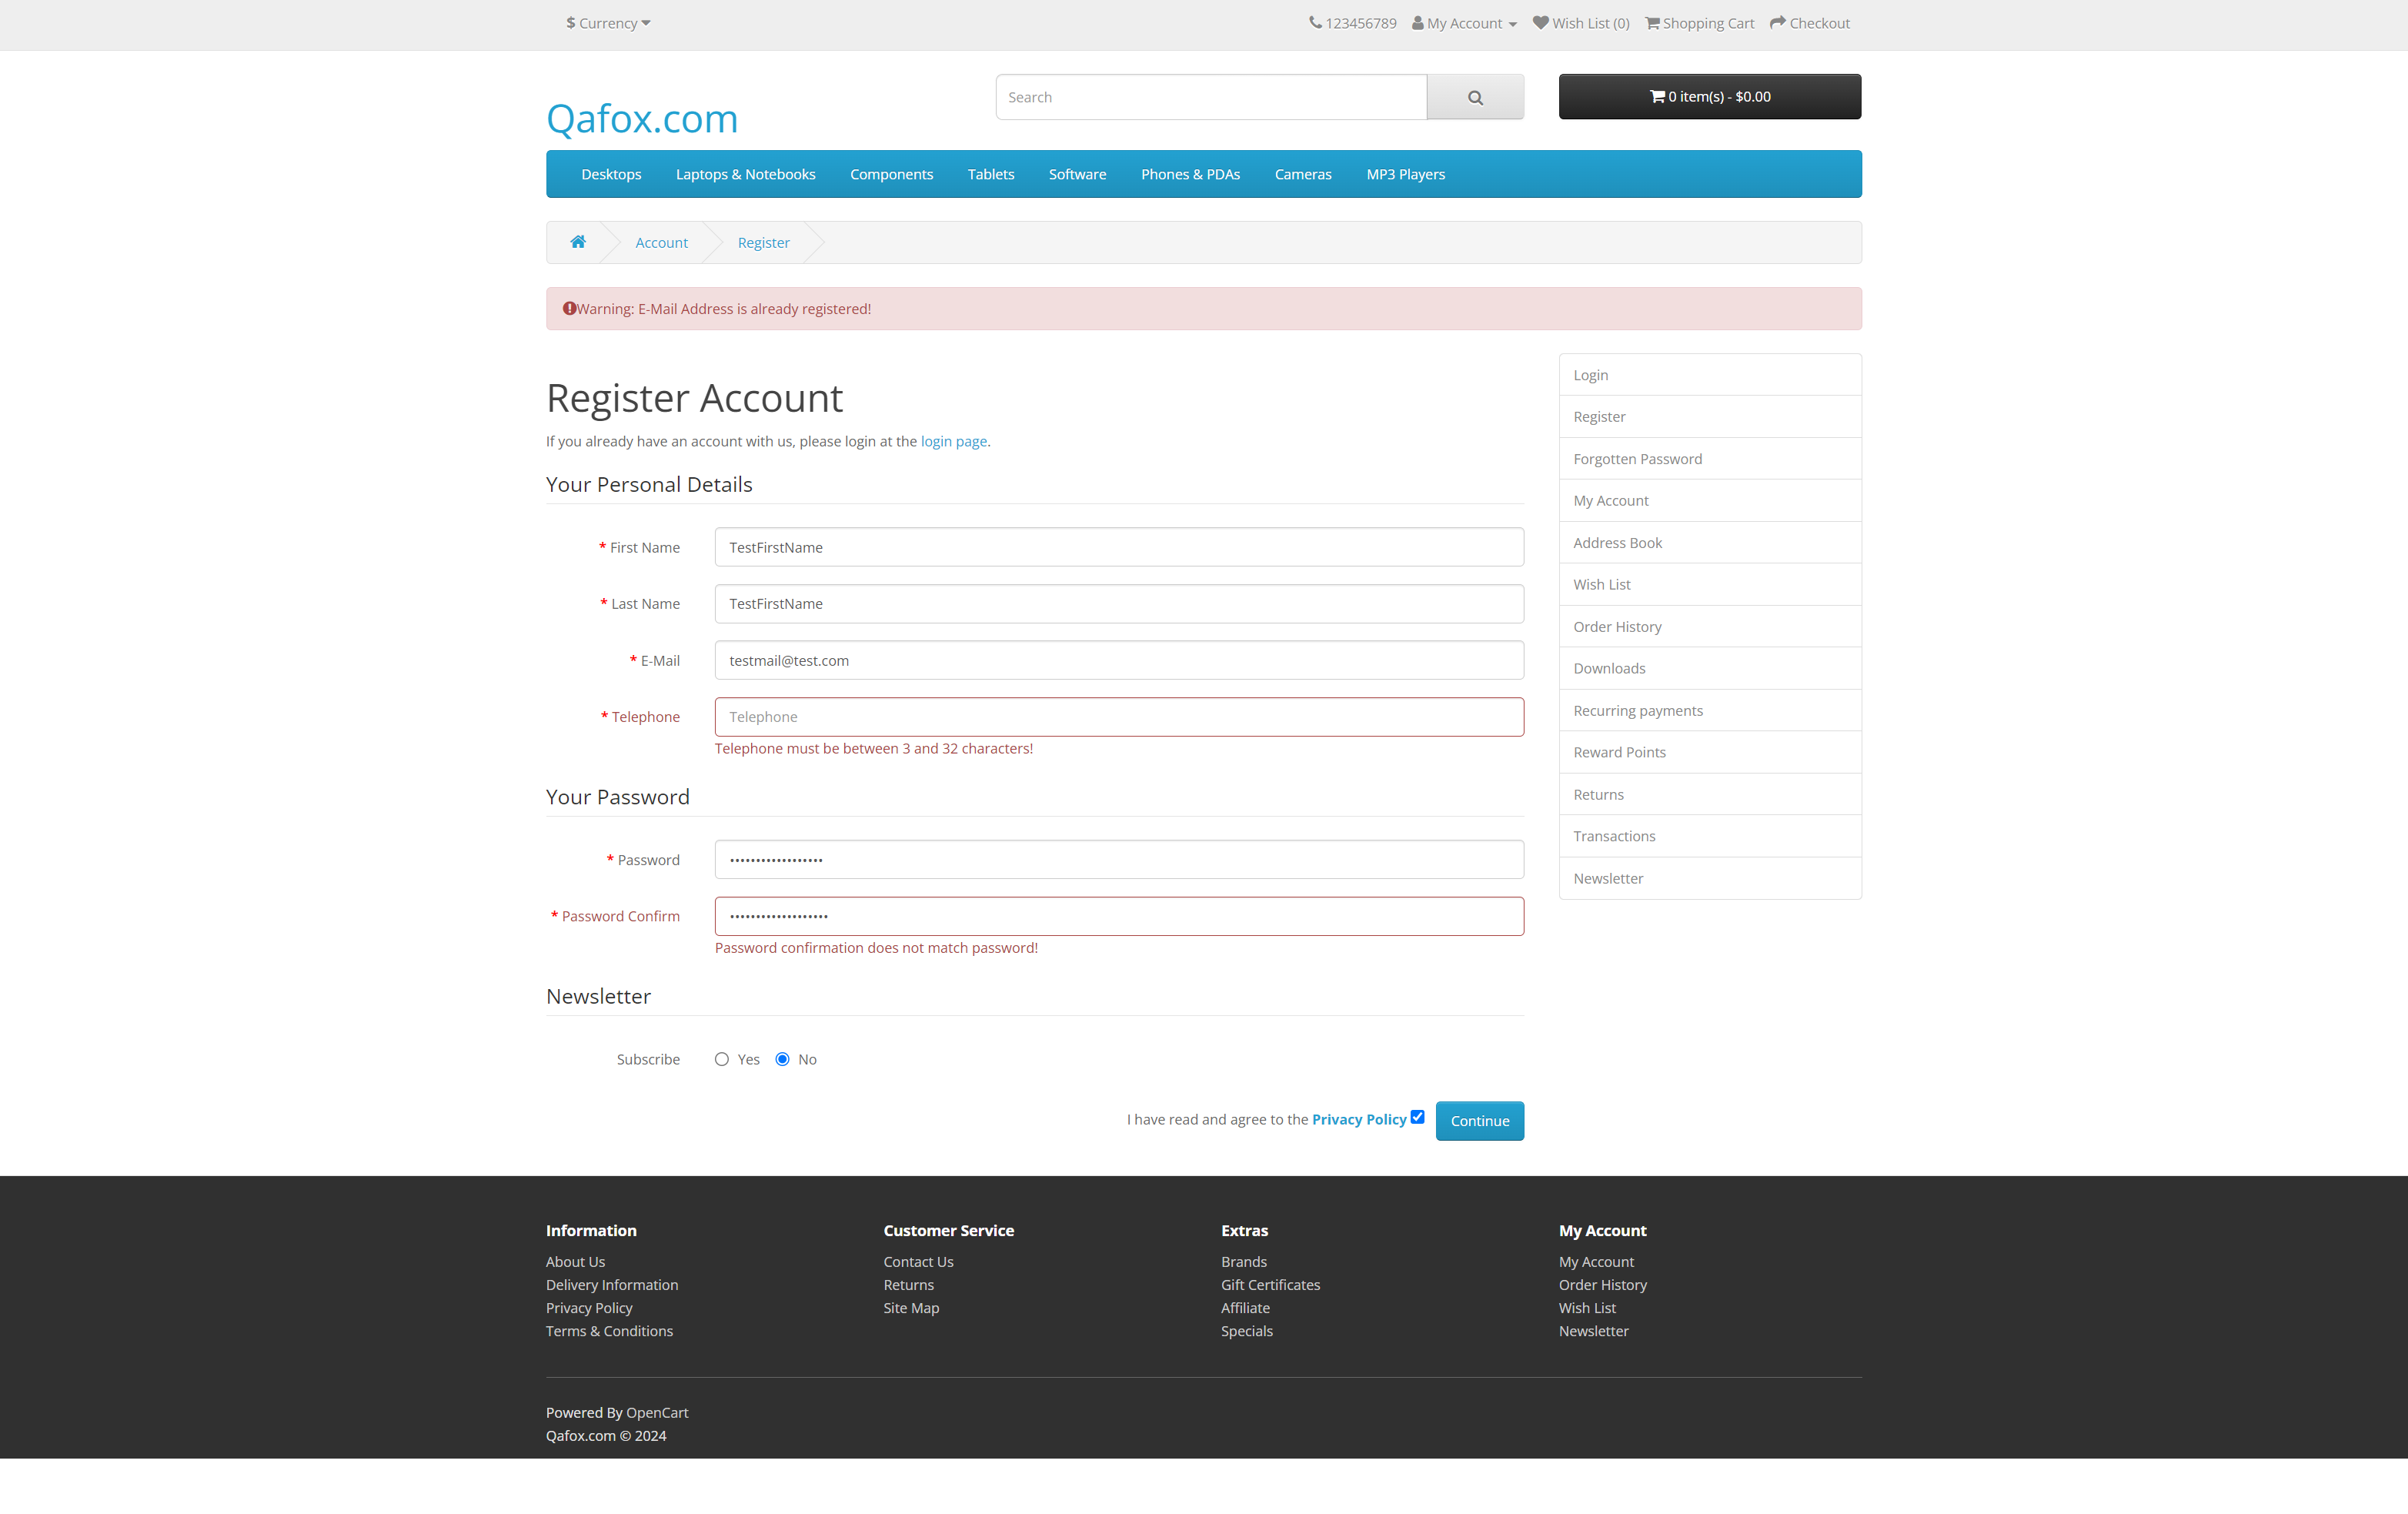 $ Currency
123456789 My Account Wish List (0) Shopping Cart Checkout
Qafox.com
Search
0 item(s) - $0.00
Desktops Laptops & Notebooks Components Tablets Software Phones & PDAs Cameras MP3 Players
Account Register
Warning: E-Mail Address is already registered!
Register Account
If you already have an account with us, please login at the login page.
Your Personal Details
* First Name TestFirstName
* Last Name TestFirstName
* E-Mail testmail@test.com
* Telephone Telephone
Telephone must be between 3 and 32 characters!
Your Password
* Password ••••••••••••••••••
* Password Confirm •••••••••••••••••••
Password confirmation does not match password!
Newsletter
Subscribe Yes No
I have read and agree to the Privacy Policy Continue
Login
Register
Forgotten Password
My Account
Address Book
Wish List
Order History
Downloads
Recurring payments
Reward Points
Returns
Transactions
Newsletter
Information
About Us
Delivery Information
Privacy Policy
Terms & Conditions
Customer Service
Contact Us
Returns
Site Map
Extras
Brands
Gift Certificates
Affiliate
Specials
My Account
My Account
Order History
Wish List
Newsletter
Powered By OpenCart
Qafox.com © 2024